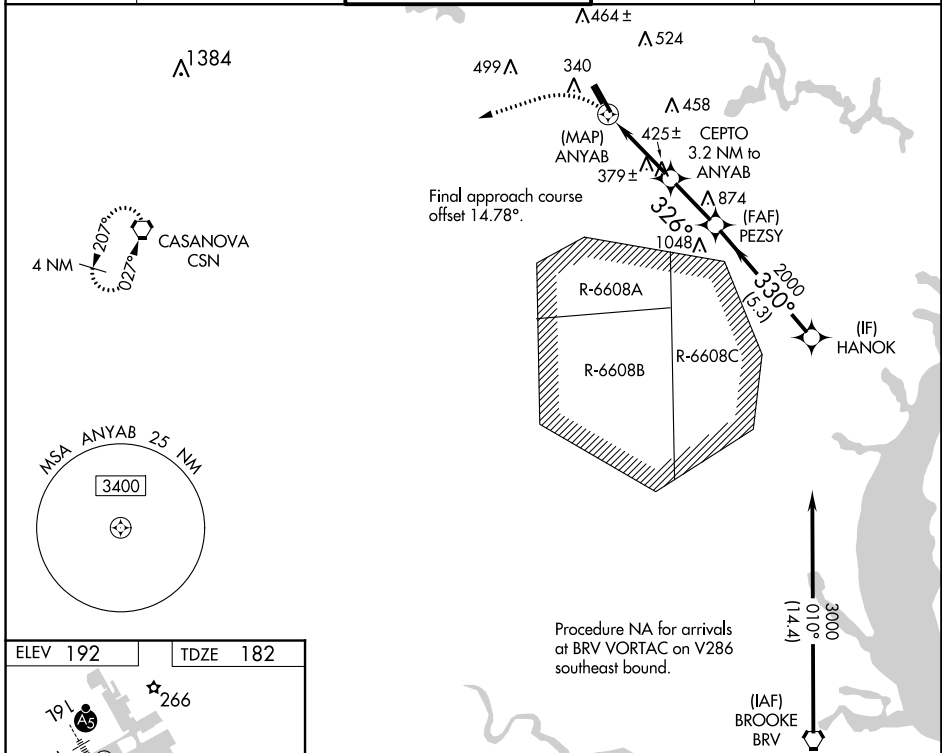 464 ±
524
1384
499
340
458
(MAP)
ANYAB
425 ±
CEPTO
3.2 NM to
ANYAB
379 ±
Final approach course
offset 14.78°.
326°
874
(FAF)
PEZSY
1048
207°
027°
4 NM
CASANOVA
CSN
2000
330°
(5.3)
(IF)
HANOK
R-6608A
R-6608B
R-6608C
MSA ANYAB 25 NM
3400
3000
010°
(14.4)
Procedure NA for arrivals
at BRV VORTAC on V286
southeast bound.
(IAF)
BROOKE
BRV
ELEV 192
TDZE 182
266
16L
A5